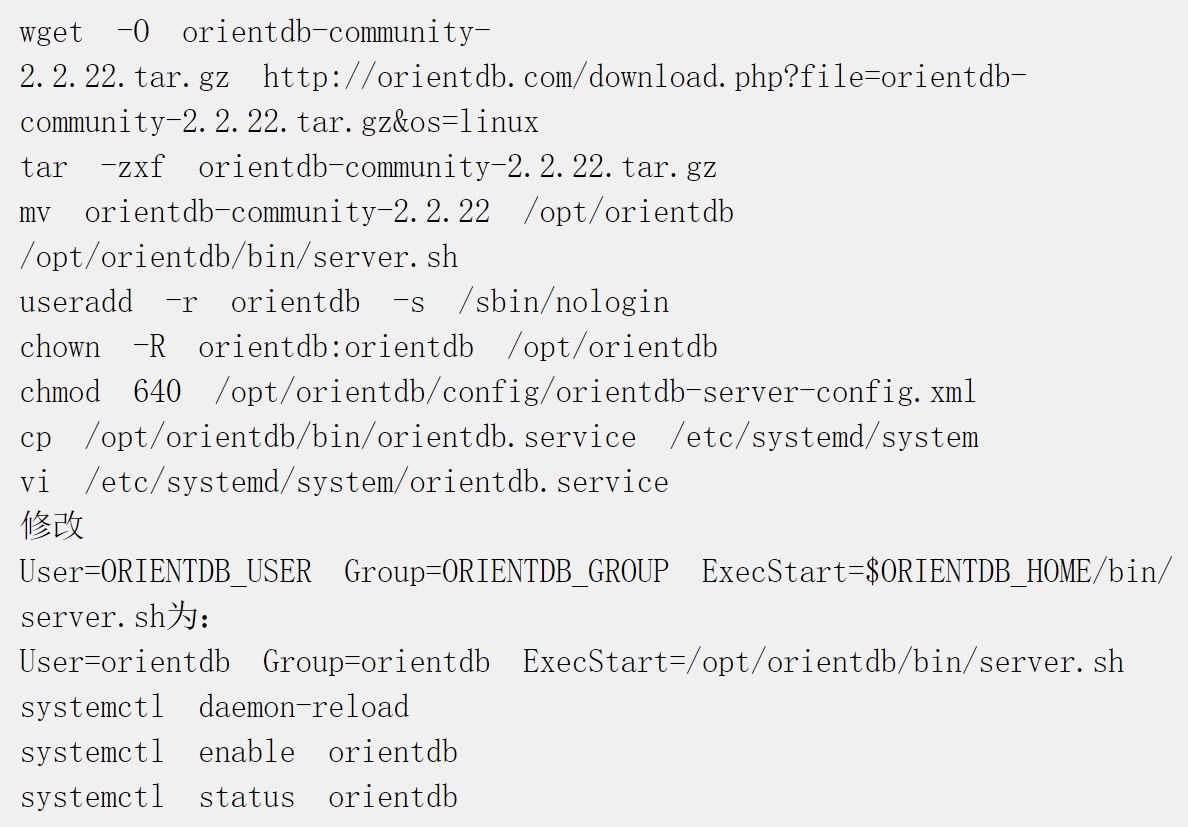 wget -O orientdb-community-
2.2.22.tar.gz http://orientdb.com/download.php?file=orientdb-
community-2.2.22.tar.gz&os=linux
tar -zxf orientdb-community-2.2.22.tar.gz
mv orientdb-community-2.2.22 /opt/orientdb
/opt/orientdb/bin/server.sh
useradd -r orientdb -s /sbin/nologin
chown -R orientdb:orientdb /opt/orientdb
chmod 640 /opt/orientdb/config/orientdb-server-config.xml
cp /opt/orientdb/bin/orientdb.service /etc/systemd/system
vi /etc/systemd/system/orientdb.service
修改
User=ORIENTDB_USER Group=ORIENTDB_GROUP ExecStart=$ORIENTDB_HOME/bin/
server.sh为：
User=orientdb Group=orientdb ExecStart=/opt/orientdb/bin/server.sh
systemctl daemon-reload
systemctl enable orientdb
systemctl status orientdb